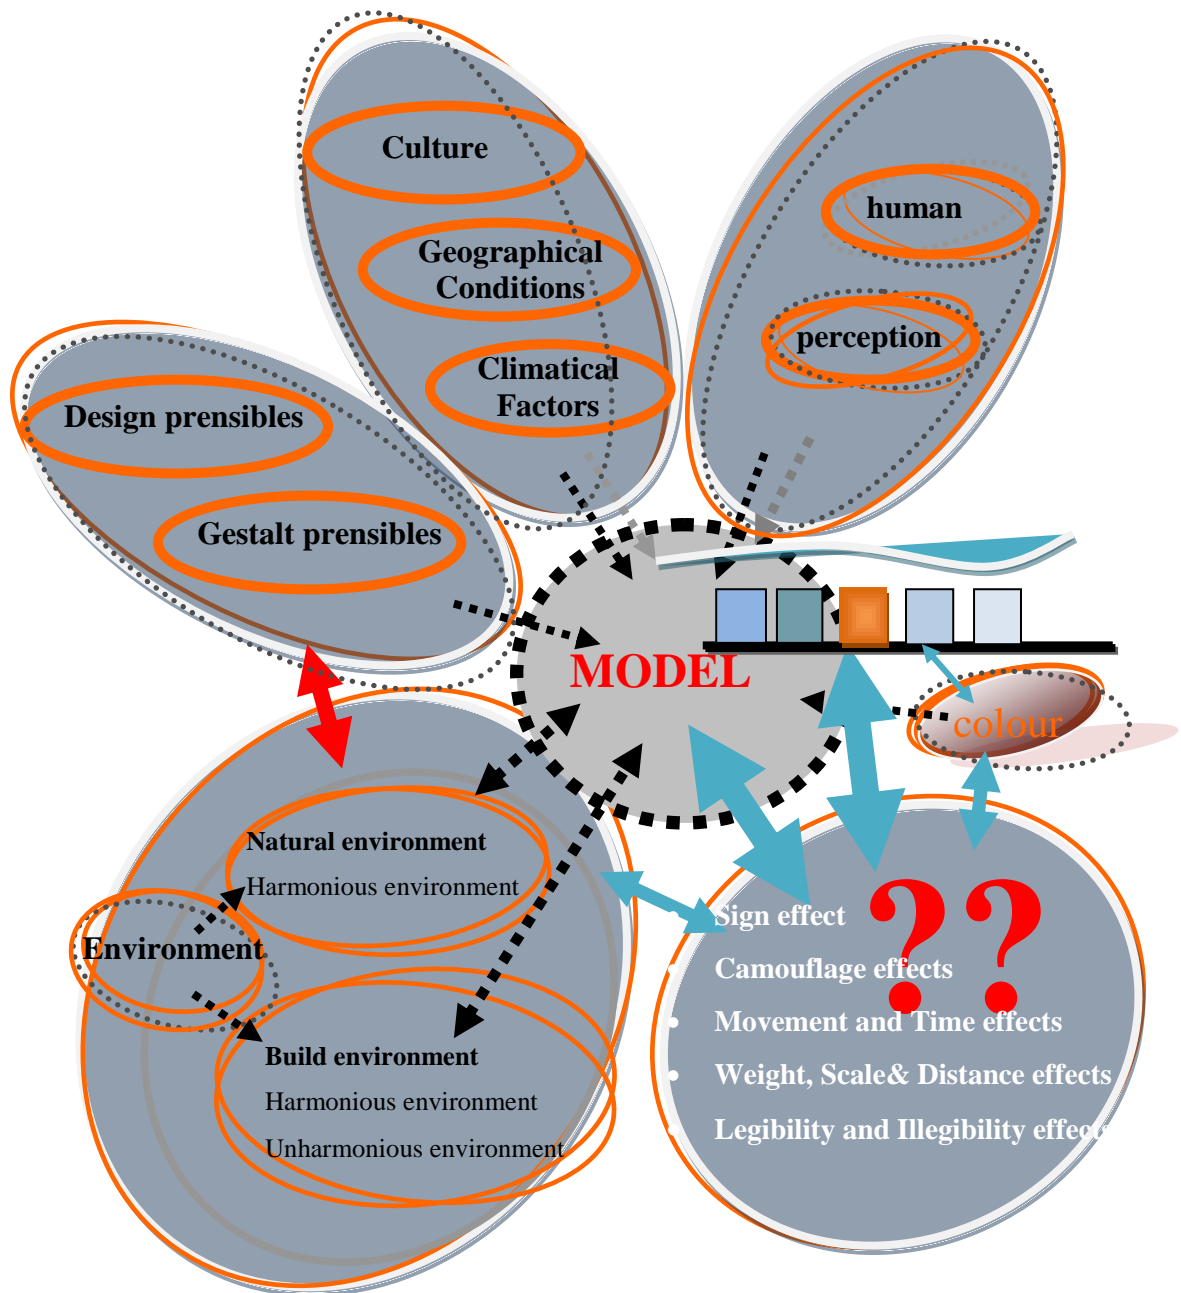 Culture
Geographical
Conditions
Climatical
Factors
human
perception
Design prensibles
Gestalt prensibles
MODEL
colour
Natural environment
Harmonious environment
Environment
Build environment
Harmonious environment
Unharmonious environment
??
• Sign effect
• Camouflage effects
• Movement and Time effects
• Weight, Scale& Distance effects
• Legibility and Illegibility effects